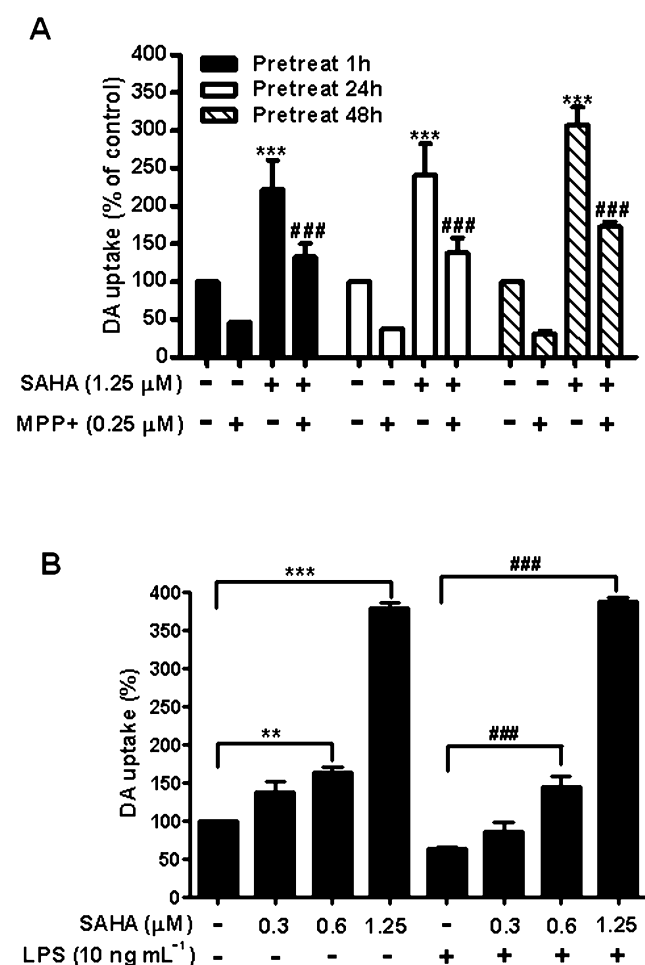 A
DA uptake (% of control)
400
350
300
250
200
150
100
50
0
Pretreat 1h
Pretreat 24h
Pretreat 48h
*** ### *** ### *** ###
SAHA (1.25 µM) - - + + - - + + - - + +
MPP+ (0.25 µM) - + - + - + - + - + - +
B
DA uptake (%)
400
350
300
250
200
150
100
50
0
*** ###
** ###
SAHA (µM) - 0.3 0.6 1.25 - 0.3 0.6 1.25
LPS (10 ng mL⁻¹) - - - - + + + +